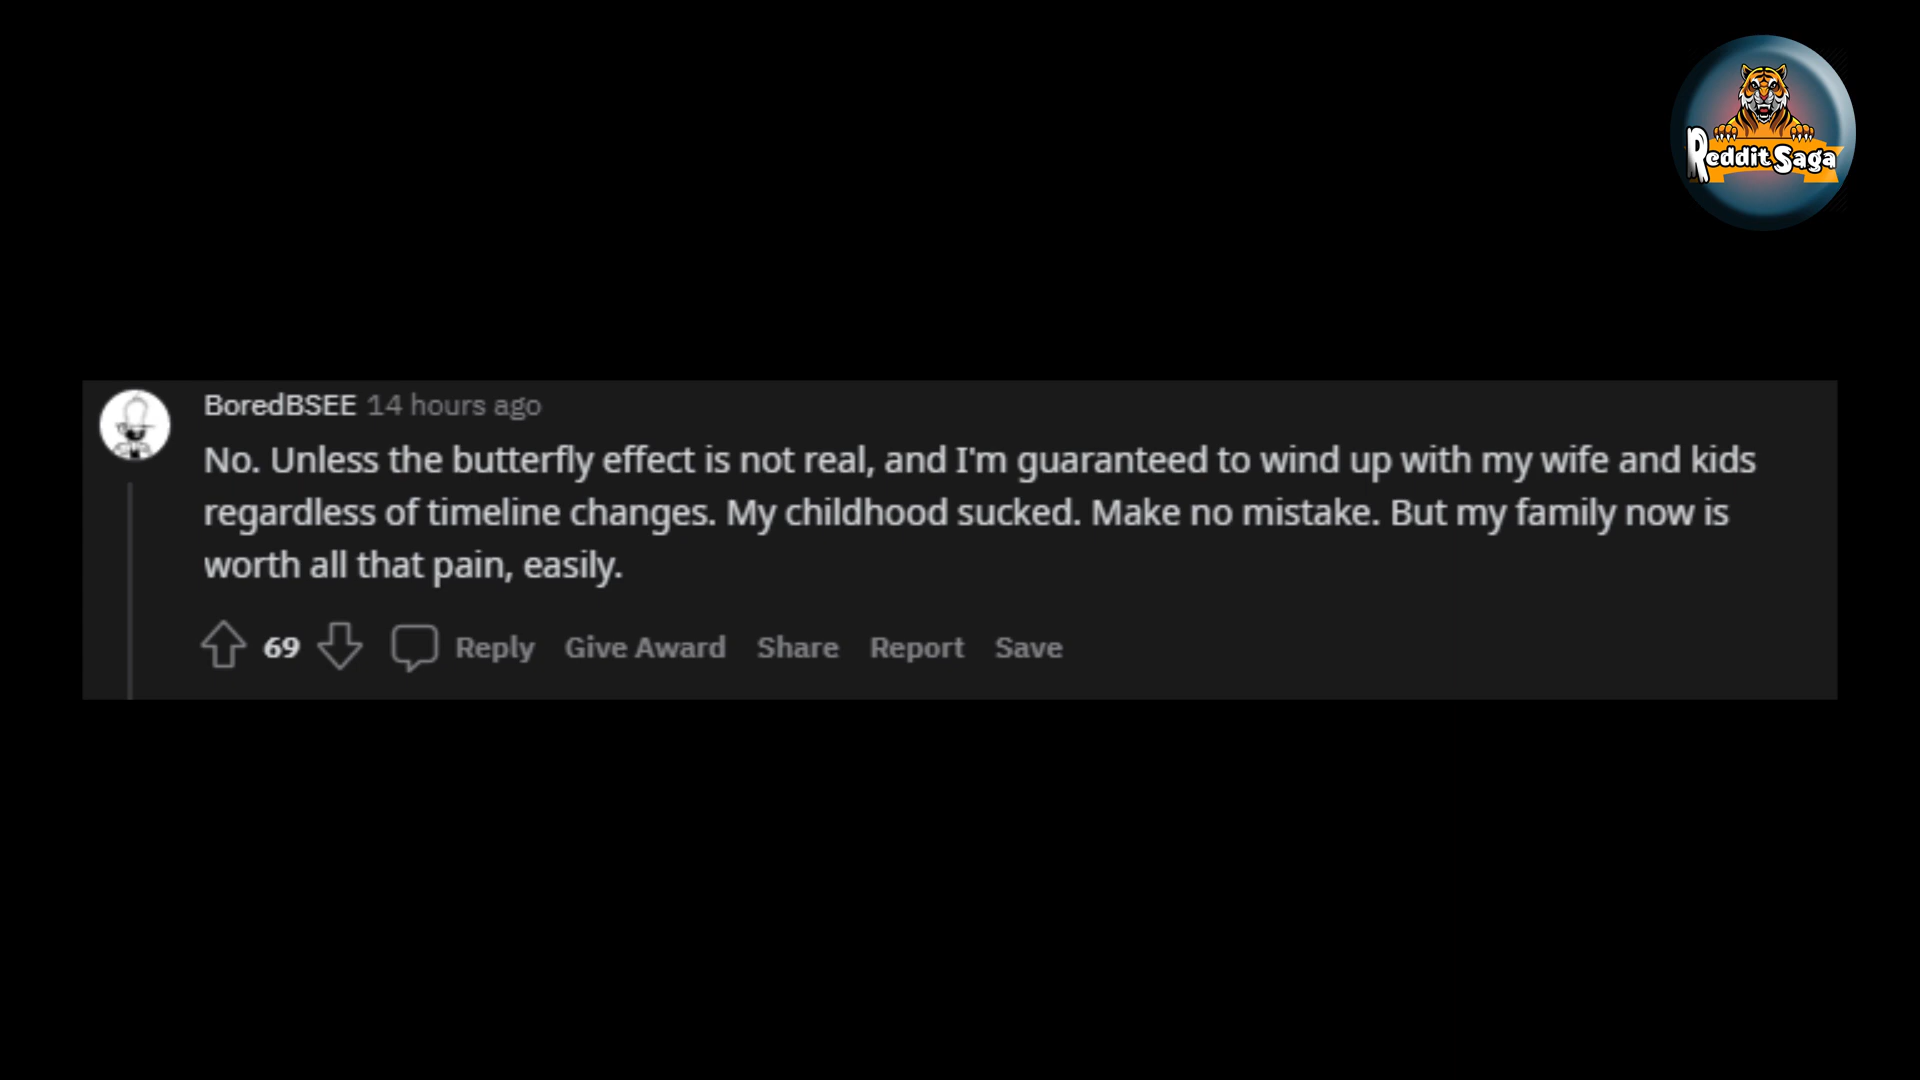 Reddit Saga
BoredBSEE 14 hours ago
No. Unless the butterfly effect is not real, and I'm guaranteed to wind up with my wife and kids
regardless of timeline changes. My childhood sucked. Make no mistake. But my family now is
worth all that pain, easily.
69 Reply Give Award Share Report Save